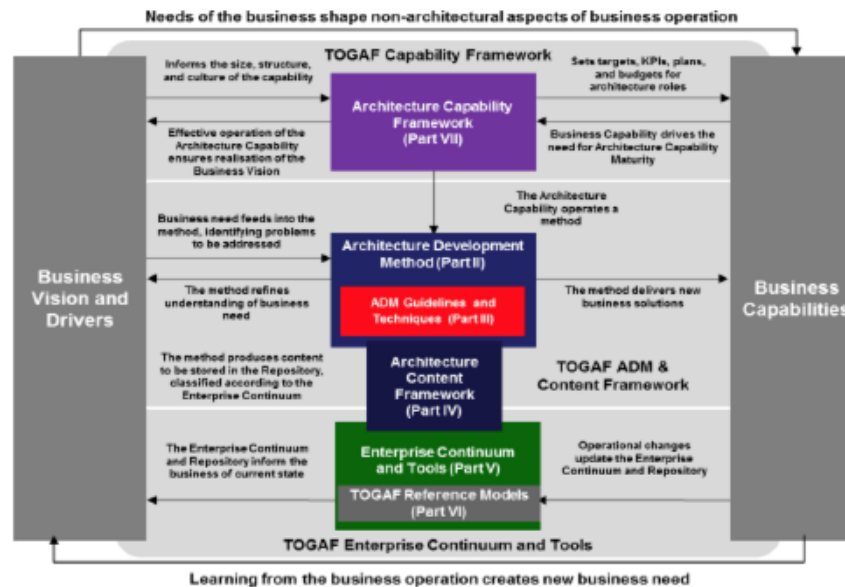 Needs of the business shape non-architectural aspects of business operation
TOGAF Capability Framework
Informs the size, structure,
and culture of the capability
Sets targets, KPIs, plans,
and budgets for
architecture roles
Architecture Capability
Framework
(Part VII)
Effective operation of the
Architecture Capability
ensures realisation of the
Business Vision
Business Capability drives the
need for Architecture Capability
Maturity
The Architecture
Capability operates a
method
Business need feeds into the
method, identifying problems
to be addressed
Architecture Development
Method (Part II)
Business
Vision and
Drivers
Business
Capabilities
The method refines
understanding of business
need
ADM Guidelines and
Techniques (Part III)
The method delivers new
business solutions
The method produces content
to be stored in the Repository,
classified according to the
Enterprise Continuum
Architecture
Content
Framework
(Part IV)
TOGAF ADM &
Content Framework
The Enterprise Continuum
and Repository inform the
business of current state
Enterprise Continuum
and Tools (Part V)
Operational changes
update the Enterprise
Continuum and Repository
TOGAF Reference Models
(Part VI)
TOGAF Enterprise Continuum and Tools
Learning from the business operation creates new business need